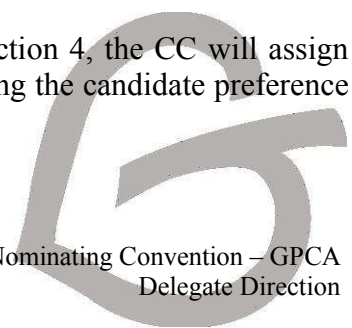 ction 4, the CC will assign
ng the candidate preference
Nominating Convention – GPCA
Delegate Direction